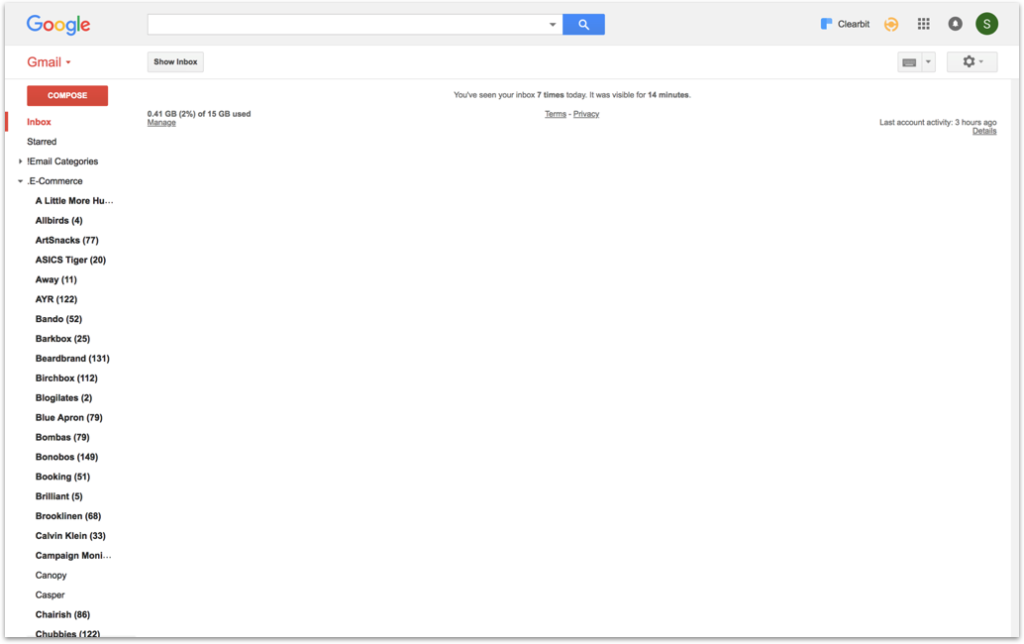 Google
Clearbit
S
Gmail
Show Inbox
COMPOSE
You've seen your inbox 7 times today. It was visible for 14 minutes.
0.41 GB (2%) of 15 GB used
Manage
Terms - Privacy
Last account activity: 3 hours ago
Details
Inbox
Starred
!Email Categories
.E-Commerce
A Little More Hu…
Allbirds (4)
ArtSnacks (77)
ASICS Tiger (20)
Away (11)
AYR (122)
Bando (52)
Barkbox (25)
Beardbrand (131)
Birchbox (112)
Blogilates (2)
Blue Apron (79)
Bombas (79)
Bonobos (149)
Booking (51)
Brilliant (5)
Brooklinen (68)
Calvin Klein (33)
Campaign Moni…
Canopy
Casper
Chairish (86)
Chubbies (122)